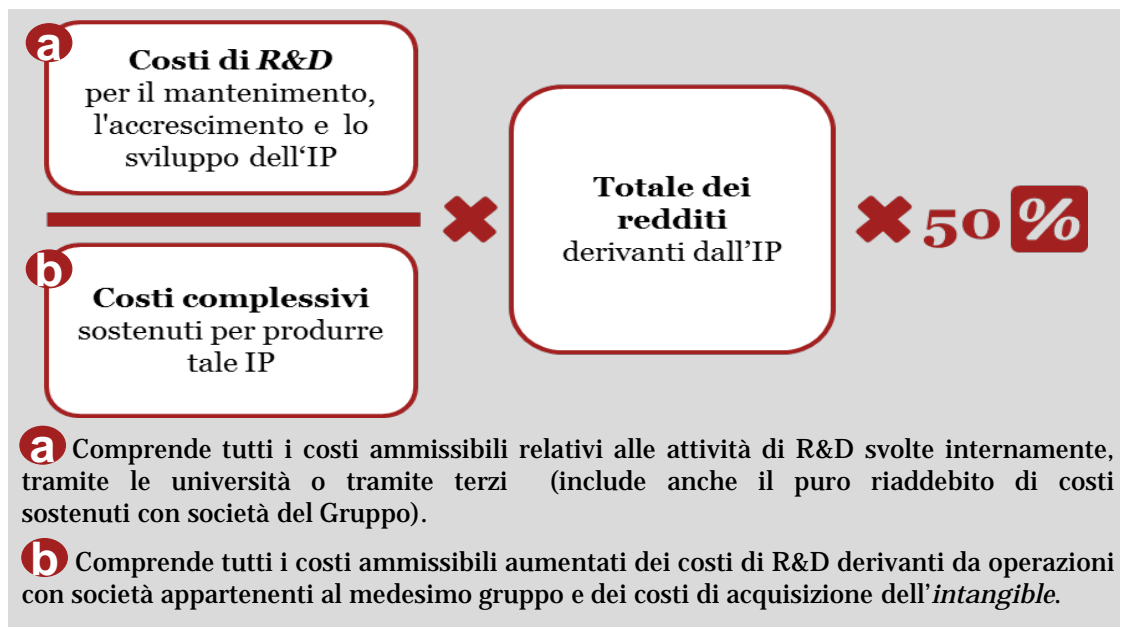 a
Costi di R&D
per il mantenimento,
l'accrescimento e lo
sviluppo dell‘IP
b
Costi complessivi
sostenuti per produrre
tale IP
✖
Totale dei
redditi
derivanti dall’IP
✖ 50 %
a Comprende tutti i costi ammissibili relativi alle attività di R&D svolte internamente,
tramite le università o tramite terzi (include anche il puro riaddebito di costi
sostenuti con società del Gruppo).
b Comprende tutti i costi ammissibili aumentati dei costi di R&D derivanti da operazioni
con società appartenenti al medesimo gruppo e dei costi di acquisizione dell’intangible.